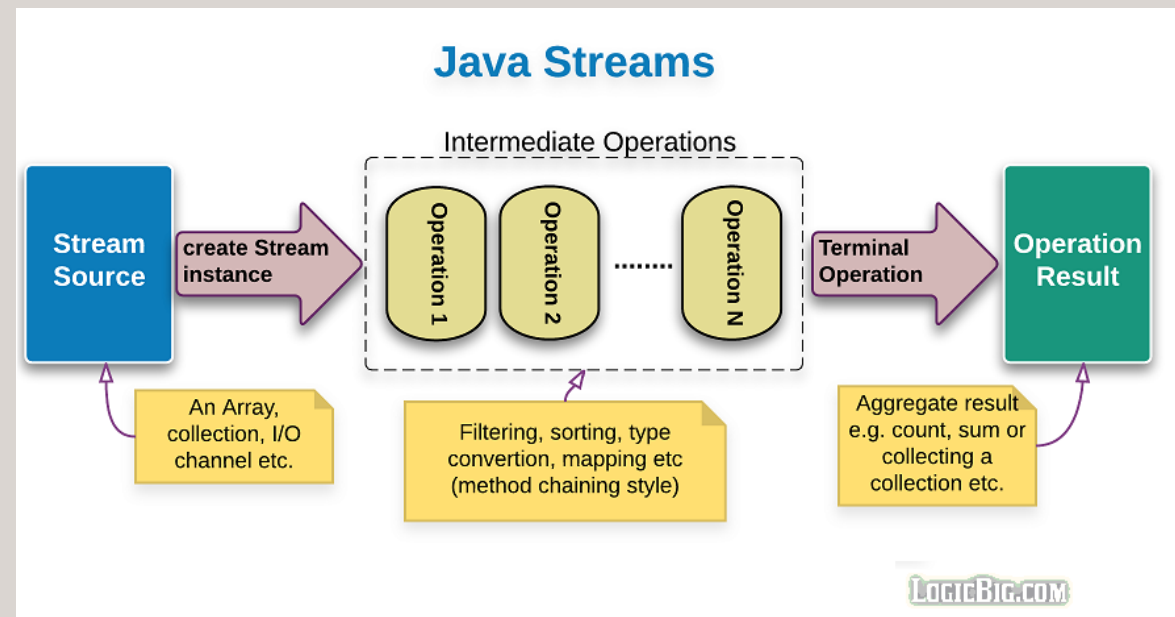 Java Streams
Intermediate Operations
Stream
Source
create Stream
instance
Operation 1
Operation 2
........
Operation N
Terminal
Operation
Operation
Result
An Array,
collection, I/O
channel etc.
Filtering, sorting, type
convertion, mapping etc
(method chaining style)
Aggregate result
e.g. count, sum or
collecting a
collection etc.
LOGICBIG.COM